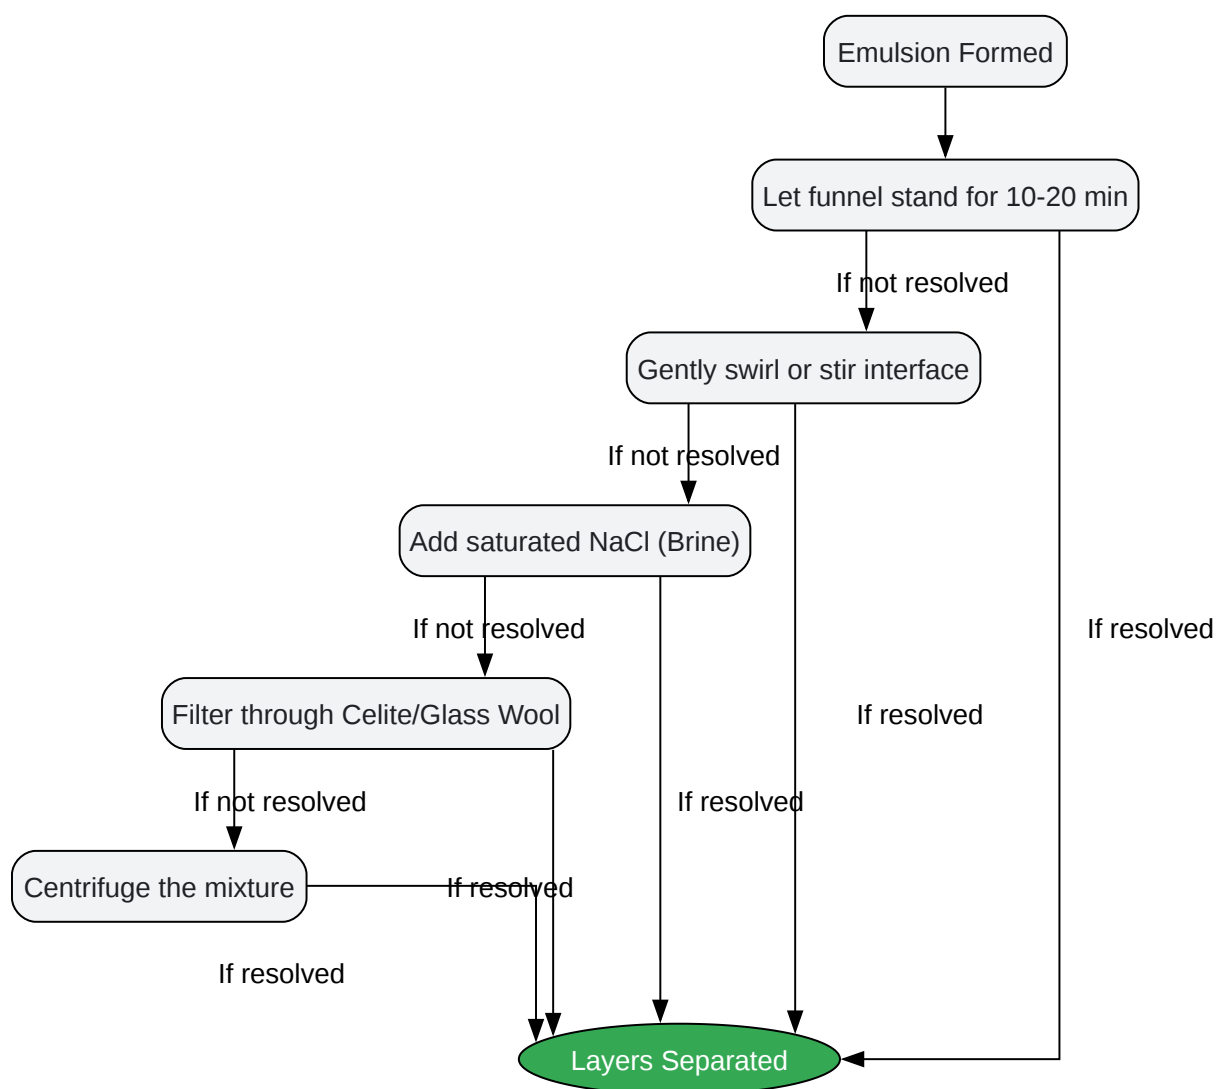 Emulsion Formed
Let funnel stand for 10-20 min
If not resolved
Gently swirl or stir interface
If not resolved
Add saturated NaCl (Brine)
If not resolved
If resolved
Filter through Celite/Glass Wool
If resolved
If not resolved
If resolved
Centrifuge the mixture
If resolved
If resolved
Layers Separated